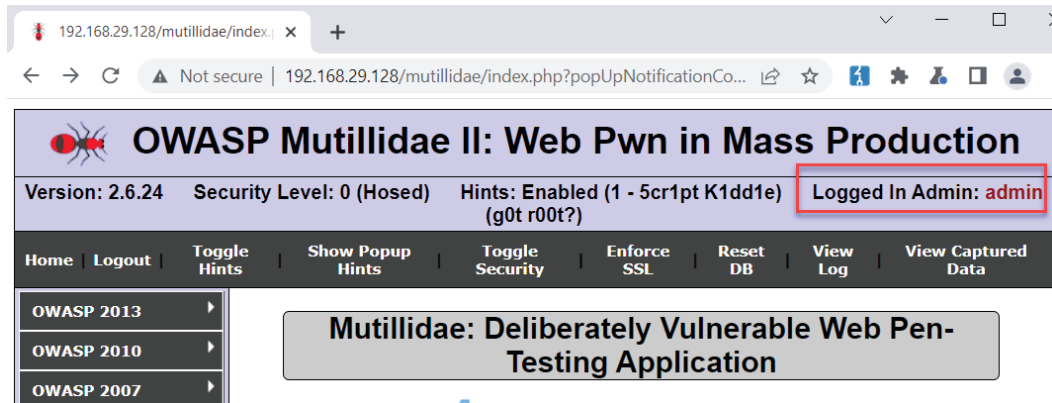 192.168.29.128/mutillidae/index.p
Not secure | 192.168.29.128/mutillidae/index.php?popUpNotificationCo...
OWASP Mutillidae II: Web Pwn in Mass Production
Version: 2.6.24 Security Level: 0 (Hosed) Hints: Enabled (1 - 5cr1pt K1dd1e) Logged In Admin: admin
(g0t r00t?)
Home | Logout | Toggle Hints | Show Popup Hints | Toggle Security | Enforce SSL | Reset DB | View Log | View Captured Data
OWASP 2013
OWASP 2010
OWASP 2007
Mutillidae: Deliberately Vulnerable Web Pen-
Testing Application